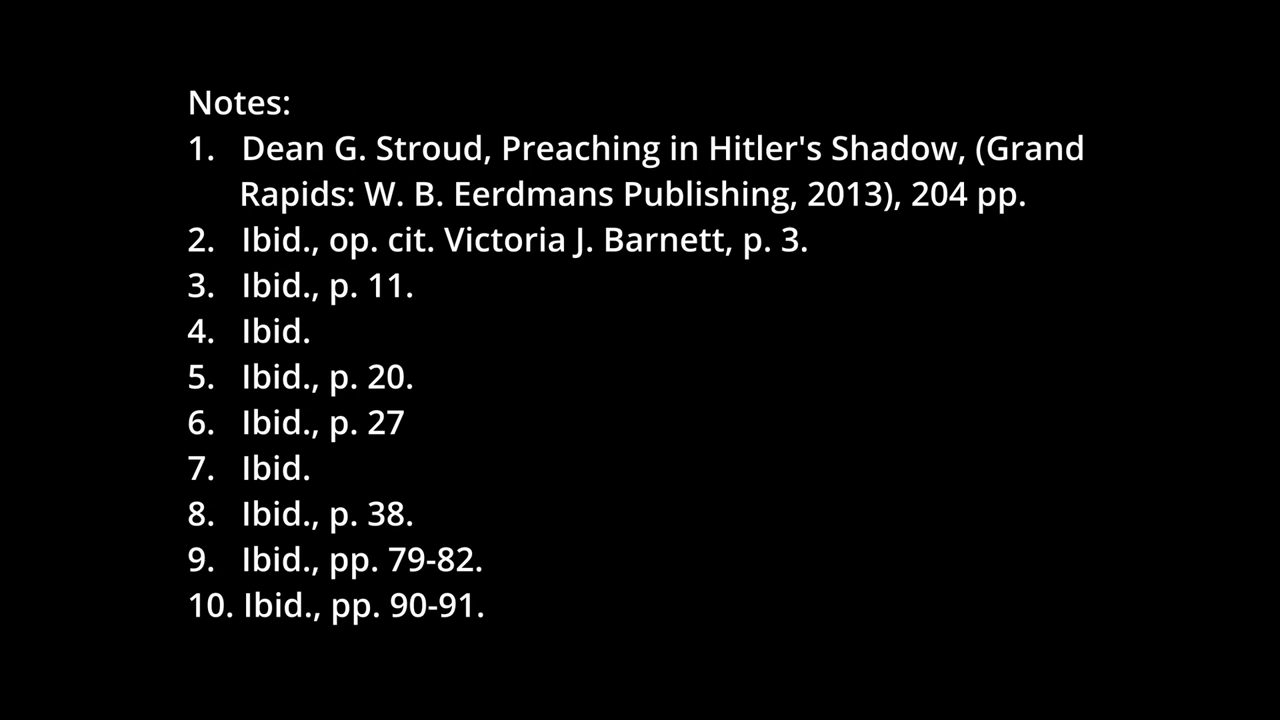 Notes:
1. Dean G. Stroud, Preaching in Hitler's Shadow, (Grand
Rapids: W. B. Eerdmans Publishing, 2013), 204 pp.
2. Ibid., op. cit. Victoria J. Barnett, p. 3.
3. Ibid., p. 11.
4. Ibid.
5. Ibid., p. 20.
6. Ibid., p. 27
7. Ibid.
8. Ibid., p. 38.
9. Ibid., pp. 79-82.
10. Ibid., pp. 90-91.